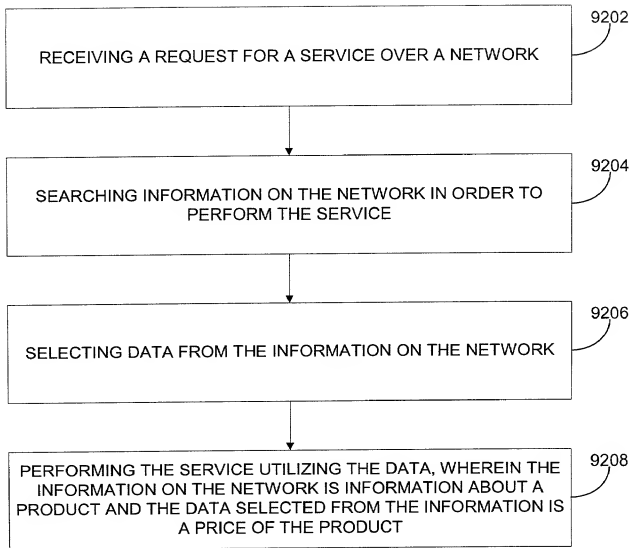 9202
RECEIVING A REQUEST FOR A SERVICE OVER A NETWORK
9204
SEARCHING INFORMATION ON THE NETWORK IN ORDER TO
PERFORM THE SERVICE
9206
SELECTING DATA FROM THE INFORMATION ON THE NETWORK
9208
PERFORMING THE SERVICE UTILIZING THE DATA, WHEREIN THE
INFORMATION ON THE NETWORK IS INFORMATION ABOUT A
PRODUCT AND THE DATA SELECTED FROM THE INFORMATION IS
A PRICE OF THE PRODUCT